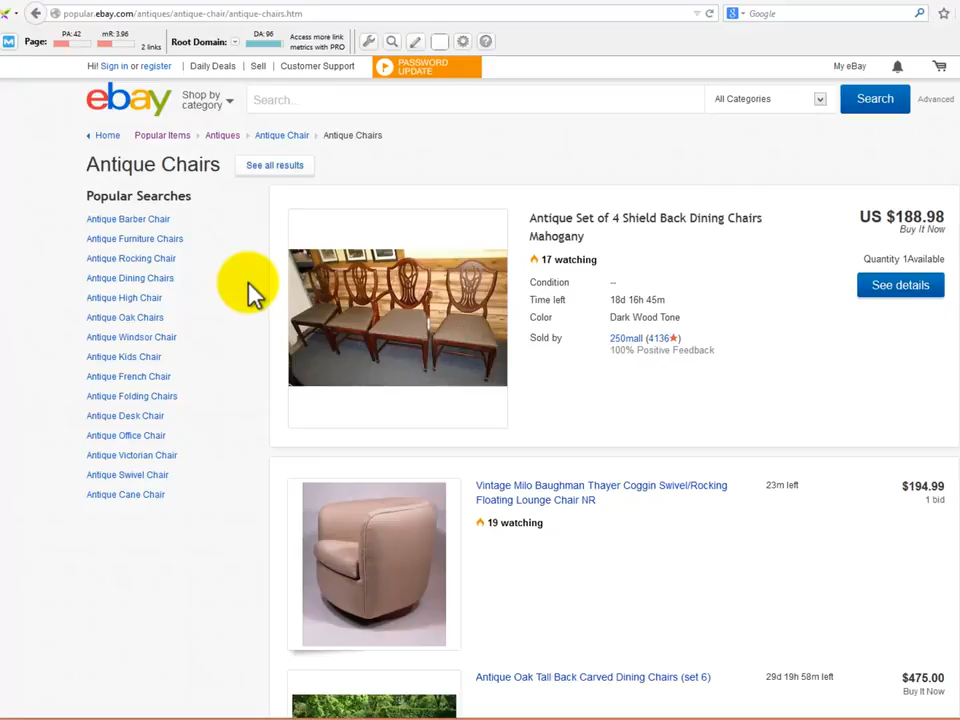 popular.ebay.com/antiques/antique-chair/antique-chairs.htm
Google
Page:
PA: 42
mR: 3.96
2 links
Root Domain:
DA: 96
Access more link
metrics with PRO
Hi! Sign in or register
Daily Deals
Sell
Customer Support
PASSWORD
UPDATE
My eBay
ebay
Shop by
category
Search...
All Categories
Search
Advanced
Home
Popular Items
Antiques
Antique Chair
Antique Chairs
Antique Chairs
See all results
Popular Searches
Antique Barber Chair
Antique Furniture Chairs
Antique Rocking Chair
Antique Dining Chairs
Antique High Chair
Antique Oak Chairs
Antique Windsor Chair
Antique Kids Chair
Antique French Chair
Antique Folding Chairs
Antique Desk Chair
Antique Office Chair
Antique Victorian Chair
Antique Swivel Chair
Antique Cane Chair
Antique Set of 4 Shield Back Dining Chairs
Mahogany
17 watching
Condition --
Time left 18d 16h 45m
Color Dark Wood Tone
Sold by 250mall (4136★)
100% Positive Feedback
US $188.98
Buy It Now
Quantity 1Available
See details
Vintage Milo Baughman Thayer Coggin Swivel/Rocking
Floating Lounge Chair NR
19 watching
23m left
$194.99
1 bid
Antique Oak Tall Back Carved Dining Chairs (set 6)
29d 19h 58m left
$475.00
Buy It Now